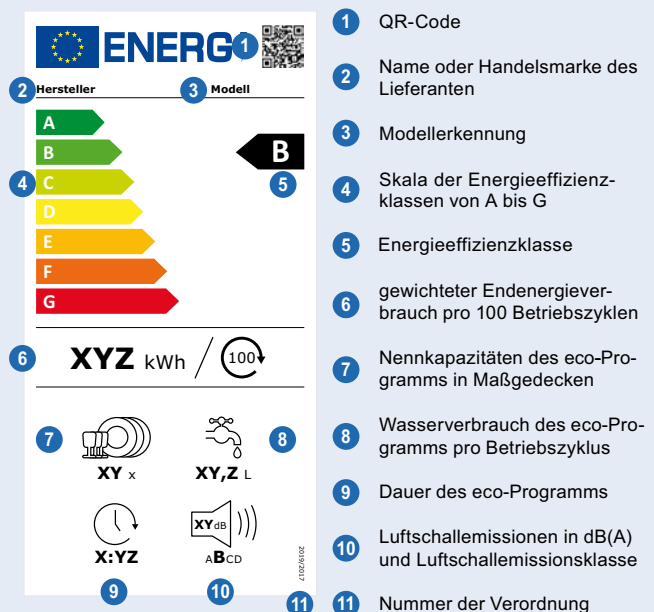 ENERG 1
2 Hersteller 3 Modell
A
B
4 C
D
E
F
G
B
5
6 XYZ kWh / 100
7 8
XY x XY,Z L
XYdB
X:YZ ABCD
2019/2017
9 10 11
1 QR-Code
2 Name oder Handelsmarke des
Lieferanten
3 Modellerkennung
4 Skala der Energieeffizienz-
klassen von A bis G
5 Energieeffizienzklasse
6 gewichteter Endenergiever-
brauch pro 100 Betriebszyklen
7 Nennkapazitäten des eco-Pro-
gramms in Maßgedecken
8 Wasserverbrauch des eco-Pro-
gramms pro Betriebszyklus
9 Dauer des eco-Programms
10 Luftschallemissionen in dB(A)
und Luftschallemissionsklasse
11 Nummer der Verordnung